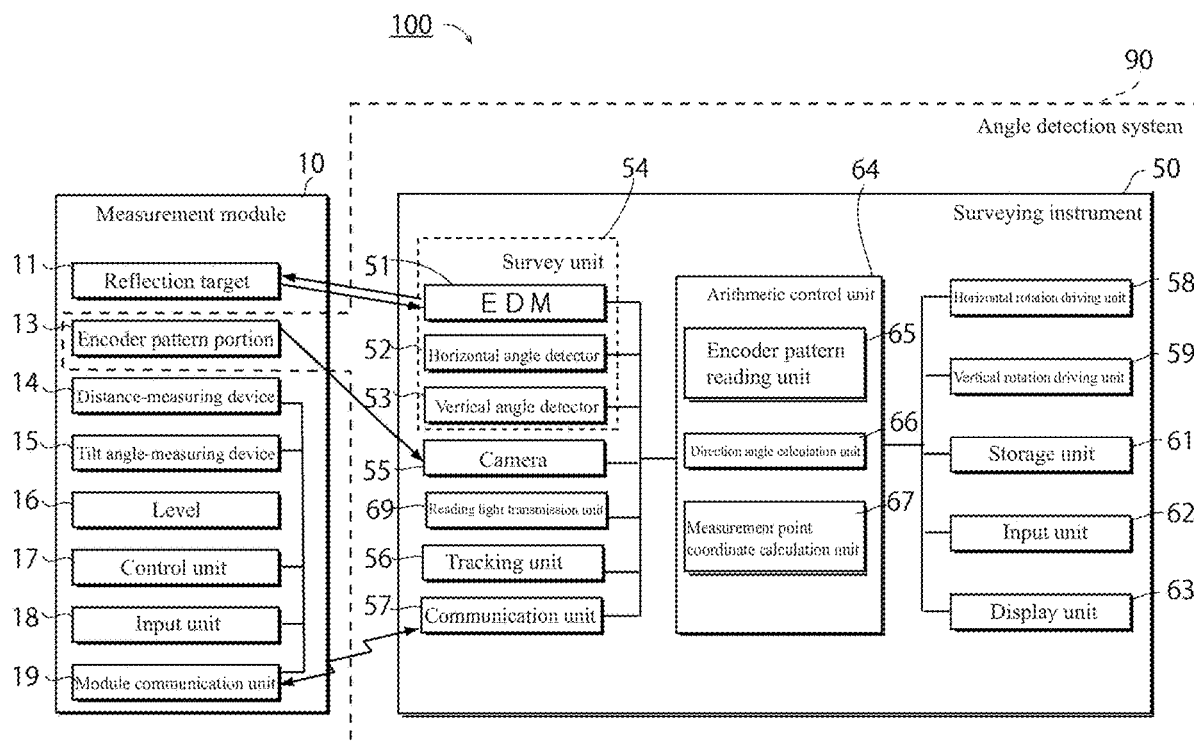 100
90
Angle detection system
10
Measurement module
11
Reflection target
13
Encoder pattern portion
14
Distance-measuring device
15
Tilt angle-measuring device
16
Level
17
Control unit
18
Input unit
19
Module communication unit
50
Surveying instrument
54
Survey unit
51
EDM
52
Horizontal angle detector
53
Vertical angle detector
55
Camera
69
Reading light transmission unit
56
Tracking unit
57
Communication unit
64
Arithmeric control unit
65
Encoder pattern
reading unit
66
Direction angle calculation unit
67
Measurement point
coordinate calculation unit
58
Horizontal rotation driving unit
59
Vertical rotation driving unit
61
Storage unit
62
Input unit
63
Display unit